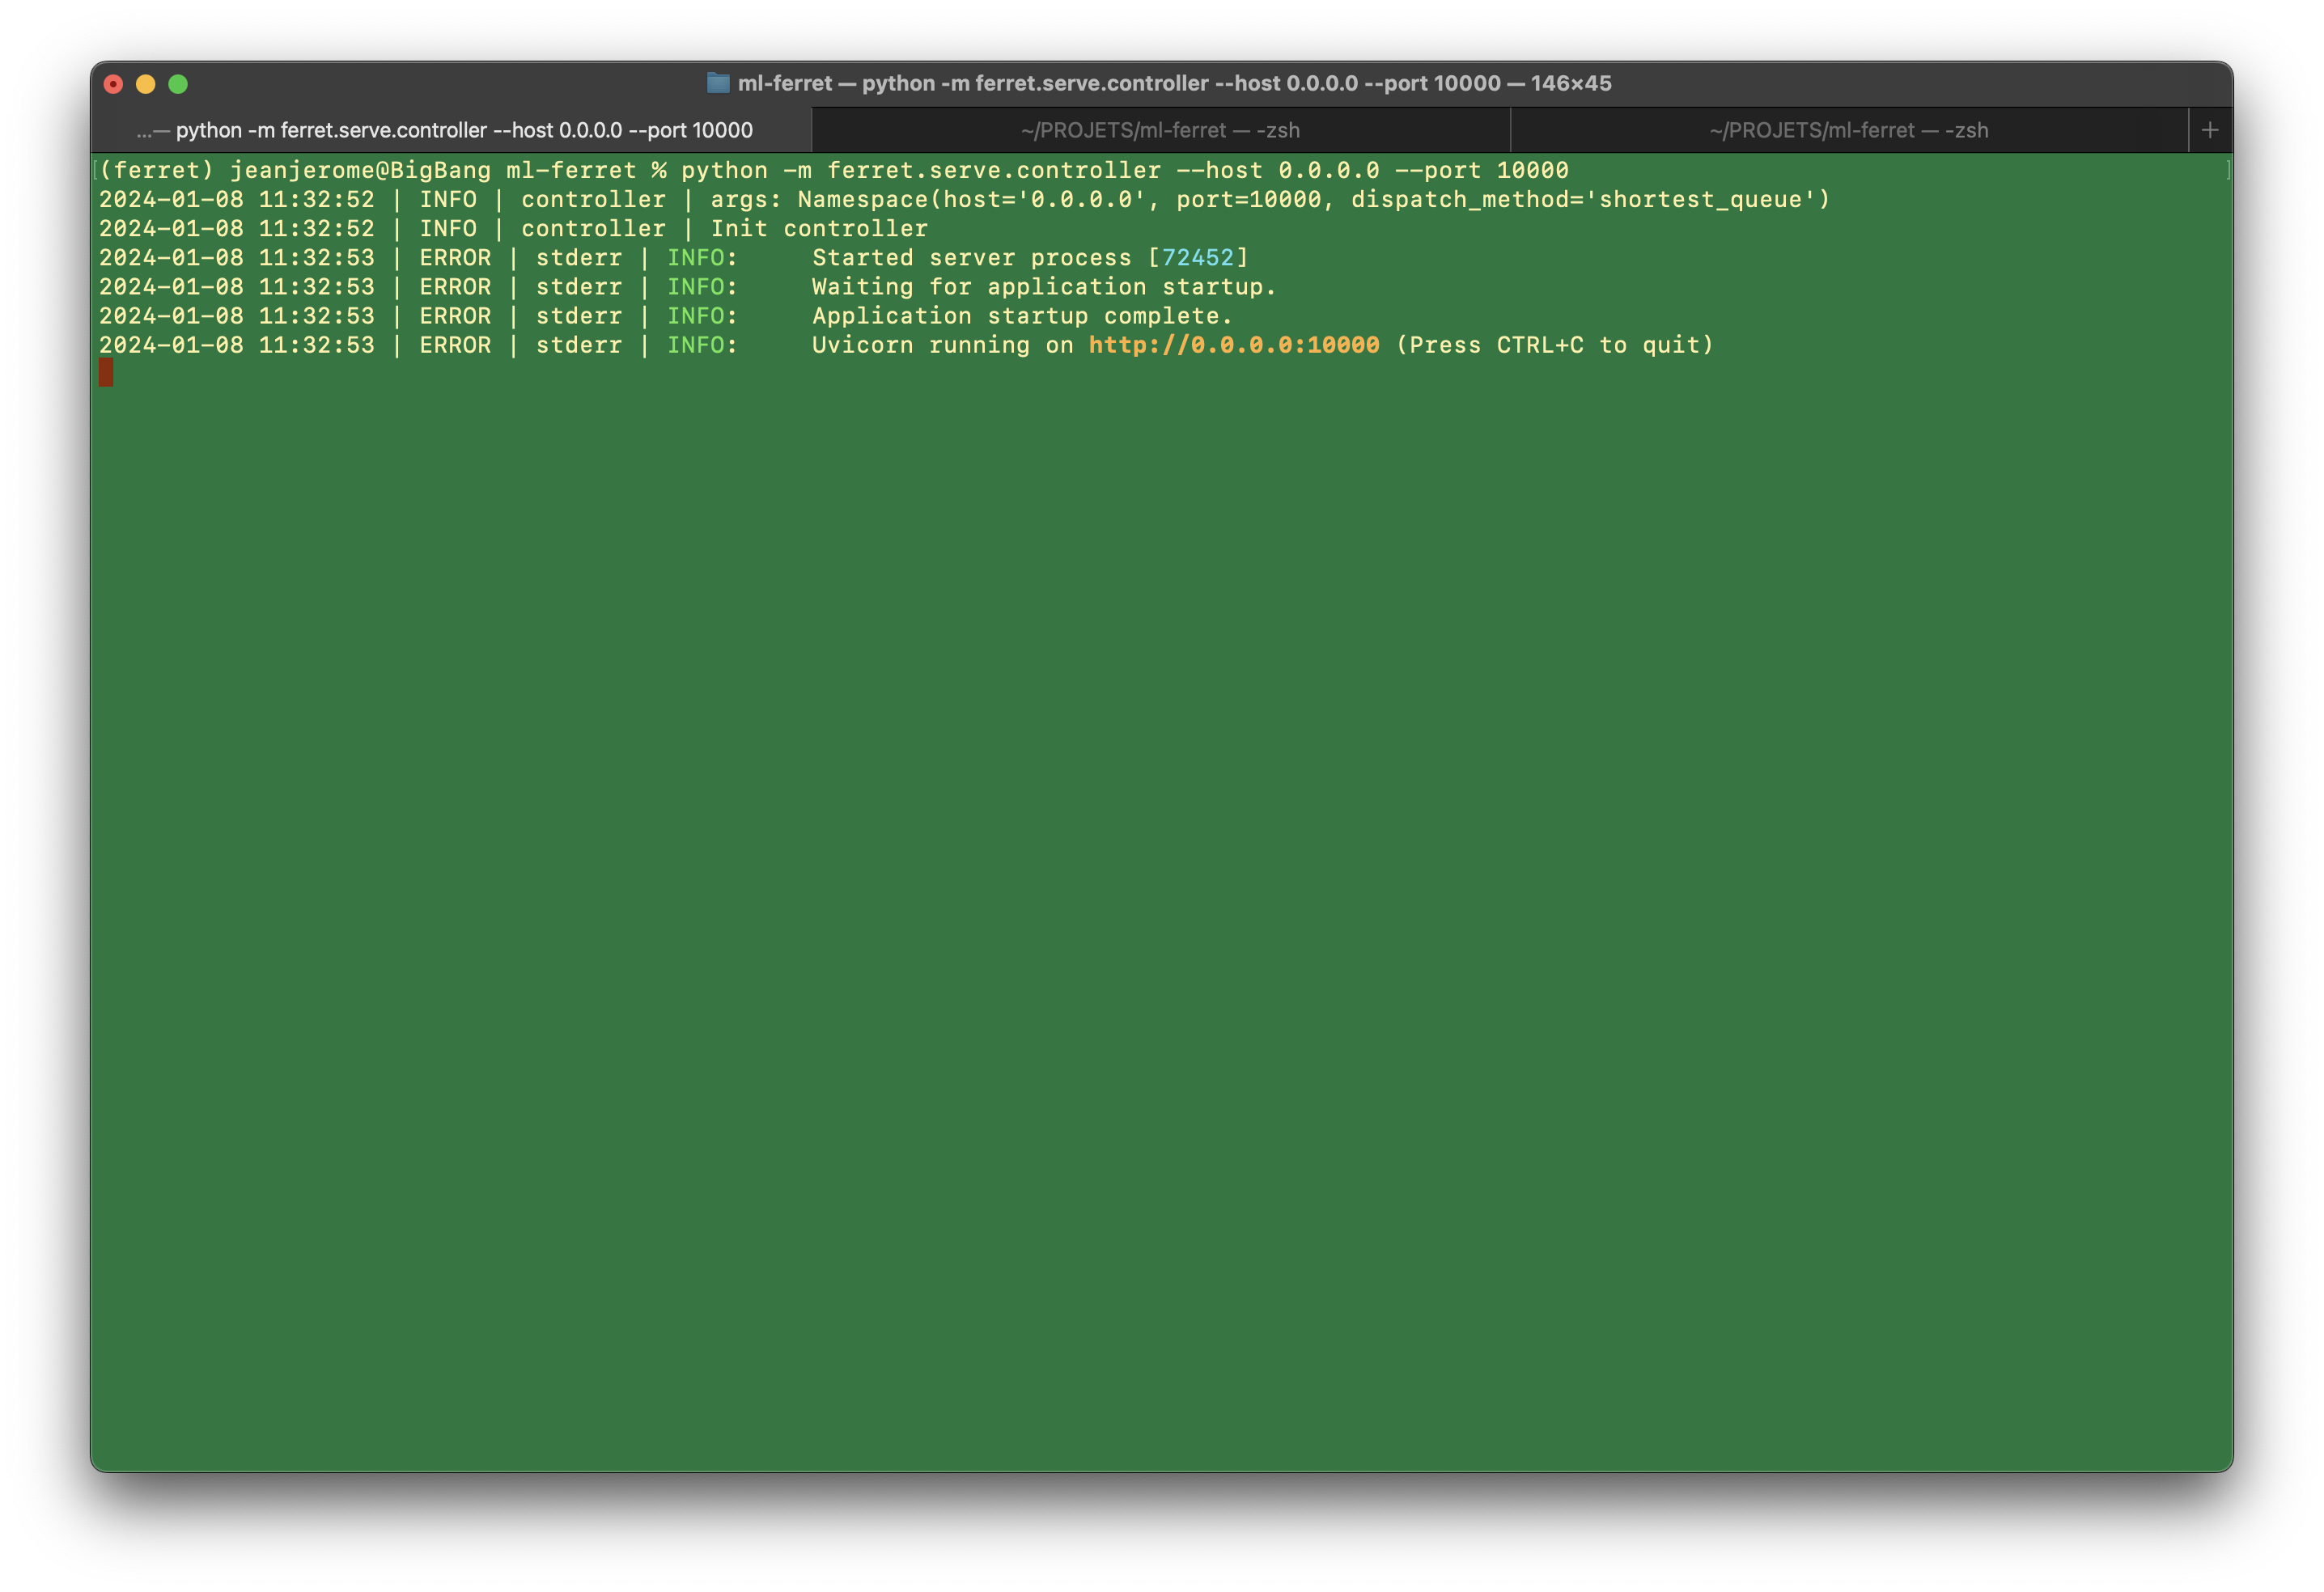 ml-ferret — python -m ferret.serve.controller --host 0.0.0.0 --port 10000 — 146×45
...— python -m ferret.serve.controller --host 0.0.0.0 --port 10000
~/PROJETS/ml-ferret — -zsh
~/PROJETS/ml-ferret — -zsh
+
[(ferret) jeanjerome@BigBang ml-ferret % python -m ferret.serve.controller --host 0.0.0.0 --port 10000 ]
2024-01-08 11:32:52 | INFO | controller | args: Namespace(host='0.0.0.0', port=10000, dispatch_method='shortest_queue')
2024-01-08 11:32:52 | INFO | controller | Init controller
2024-01-08 11:32:53 | ERROR | stderr | INFO:     Started server process [72452]
2024-01-08 11:32:53 | ERROR | stderr | INFO:     Waiting for application startup.
2024-01-08 11:32:53 | ERROR | stderr | INFO:     Application startup complete.
2024-01-08 11:32:53 | ERROR | stderr | INFO:     Uvicorn running on http://0.0.0.0:10000 (Press CTRL+C to quit)